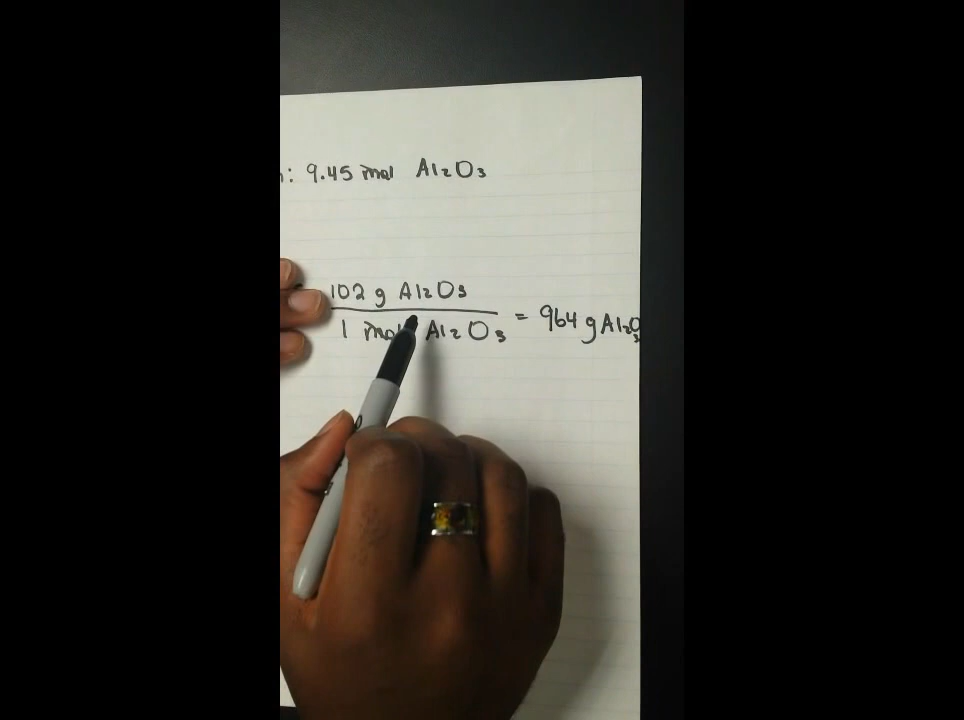 : 9.45 mol Al₂O₃
102 g Al₂O₃
1 mol Al₂O₃
= 964 g Al₂O₃